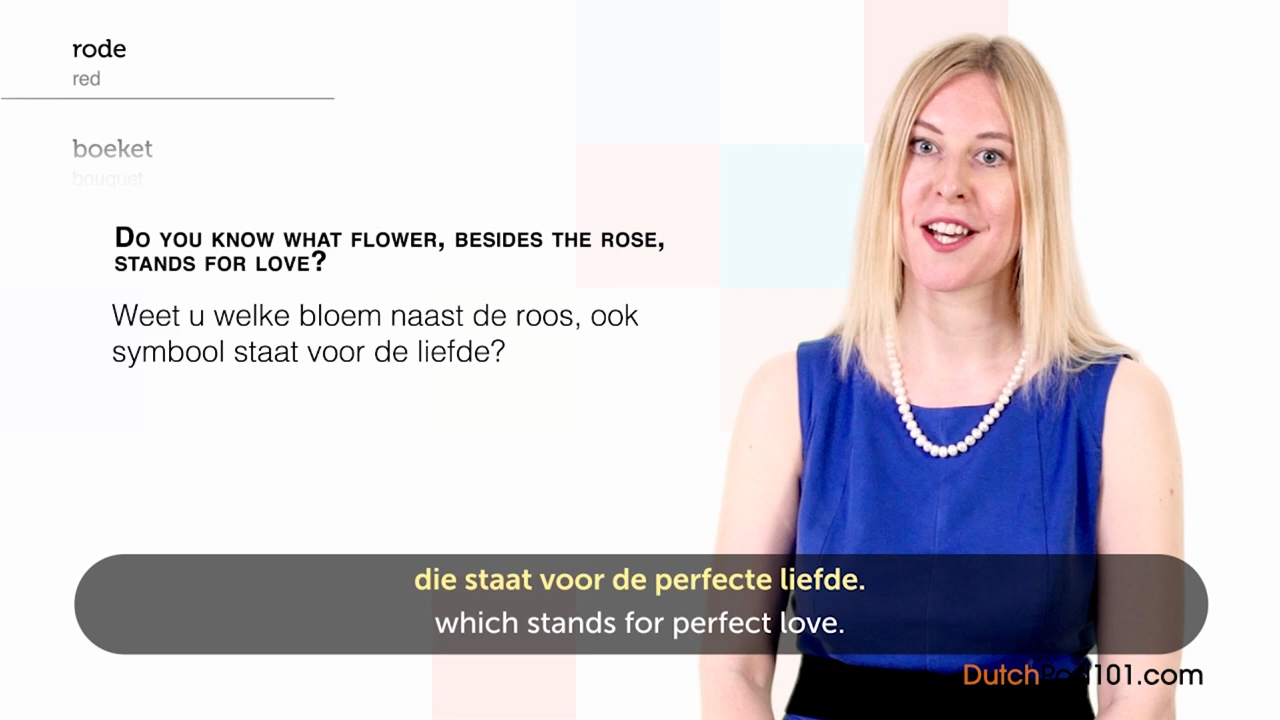 rode
red
boeket
bouquet
DO YOU KNOW WHAT FLOWER, BESIDES THE ROSE,
STANDS FOR LOVE?
Weet u welke bloem naast de roos, ook
symbool staat voor de liefde?
die staat voor de perfecte liefde.
which stands for perfect love.
DutchPod101.com